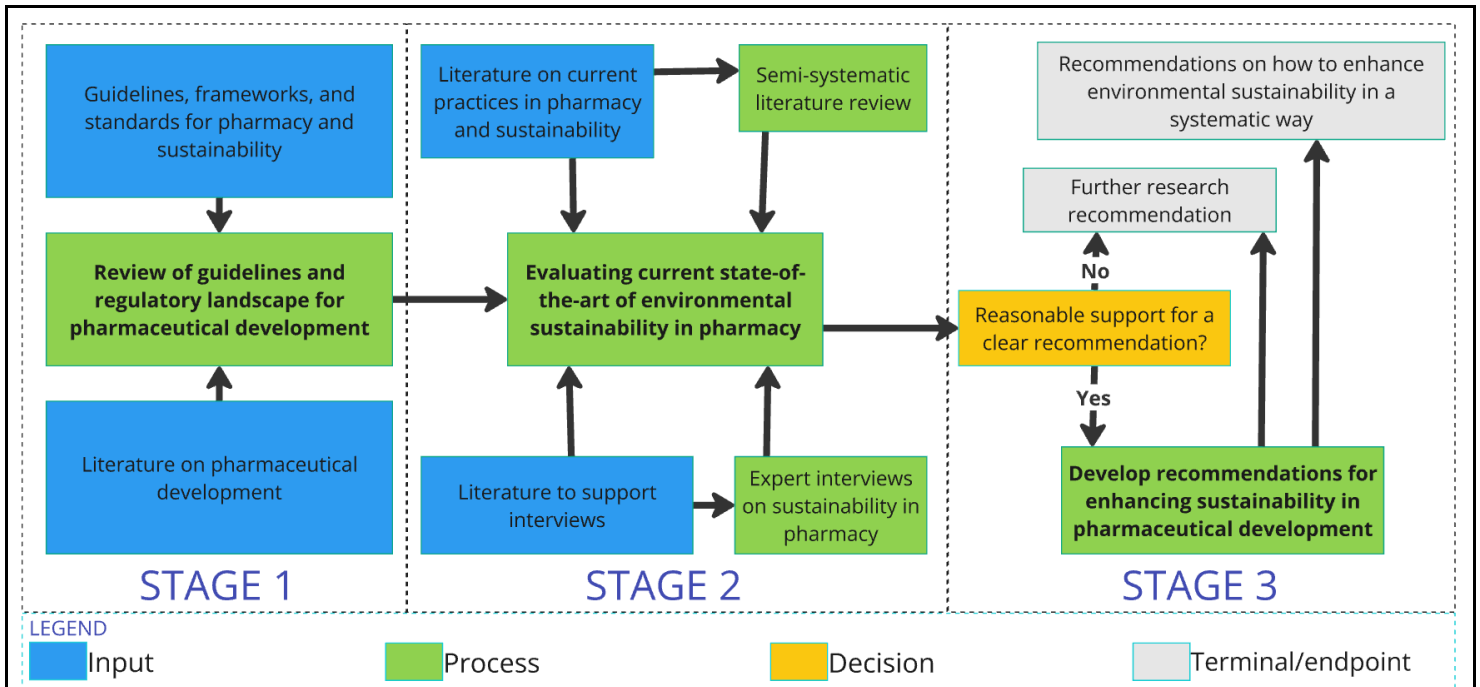 Guidelines, frameworks, and
standards for pharmacy and
sustainability
Review of guidelines and
regulatory landscape for
pharmaceutical development
Literature on pharmaceutical
development
STAGE 1
Literature on current
practices in pharmacy
and sustainability
Semi-systematic
literature review
Evaluating current state-of-
the-art of environmental
sustainability in pharmacy
Literature to support
interviews
Expert interviews
on sustainability in
pharmacy
STAGE 2
Recommendations on how to enhance
environmental sustainability in a
systematic way
Further research
recommendation
No
Reasonable support for a
clear recommendation?
Yes
Develop recommendations for
enhancing sustainability in
pharmaceutical development
STAGE 3
LEGEND
Input
Process
Decision
Terminal/endpoint